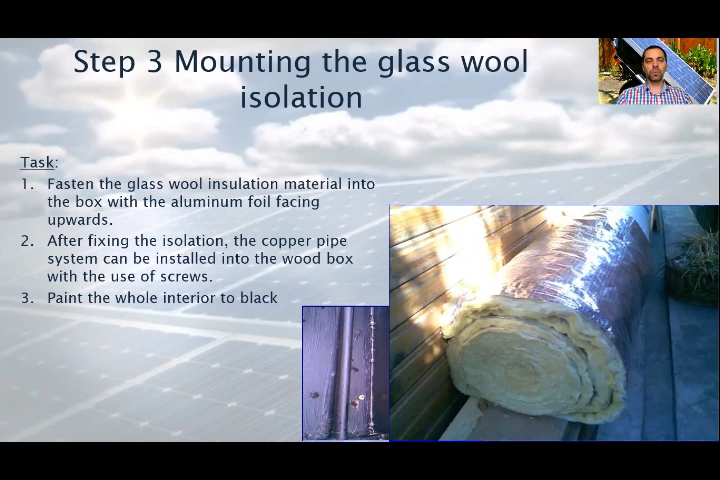 Step 3 Mounting the glass wool
isolation
Task:
1. Fasten the glass wool insulation material into
the box with the aluminum foil facing
upwards.
2. After fixing the isolation, the copper pipe
system can be installed into the wood box
with the use of screws.
3. Paint the whole interior to black